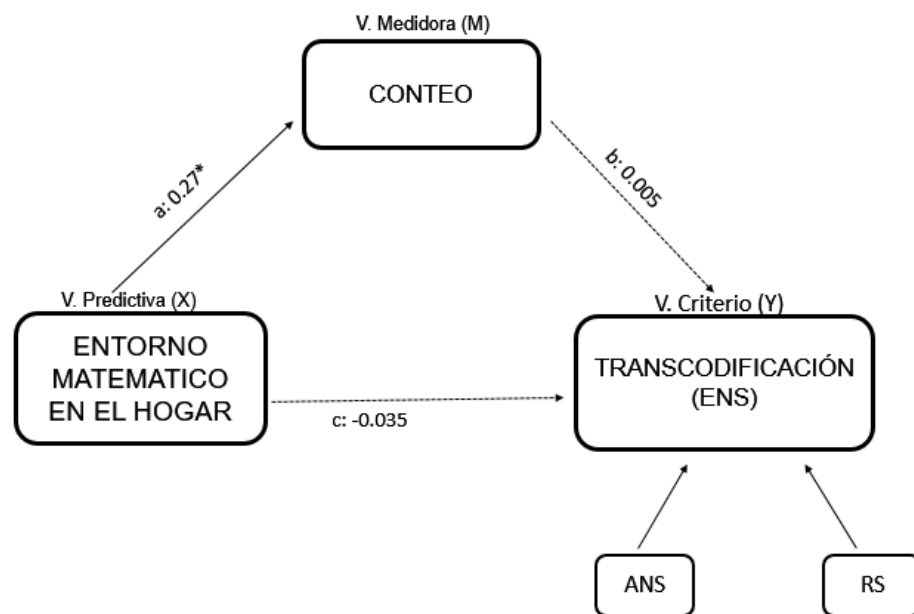 V. Medidora (M)
CONTEO
a: 0.27*
b: 0.005
V. Predictiva (X)
V. Criterio (Y)
ENTORNO
MATEMATICO
EN EL HOGAR
TRANSCODIFICACIÓN
(ENS)
c: -0.035
ANS
RS